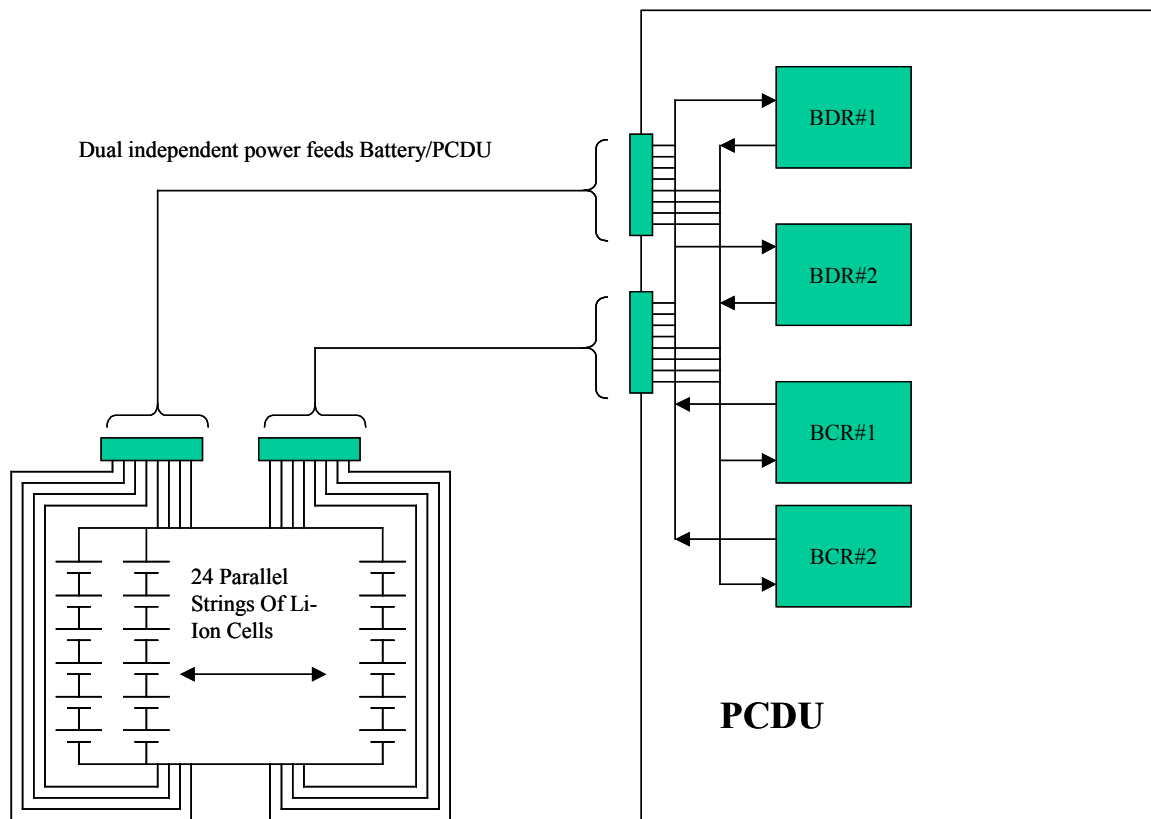 Dual independent power feeds Battery/PCDU
BDR#1
BDR#2
BCR#1
BCR#2
24 Parallel
Strings Of Li-
Ion Cells
PCDU